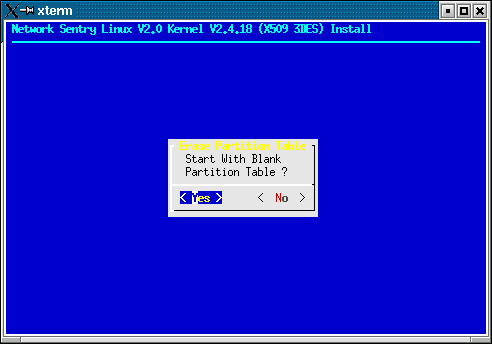 xterm
Network Sentry Linux V2.0 Kernel V2.4.18 (X509 3DES) Install
Erase Partition Table
Start With Blank
Partition Table ?
< Yes > < No >